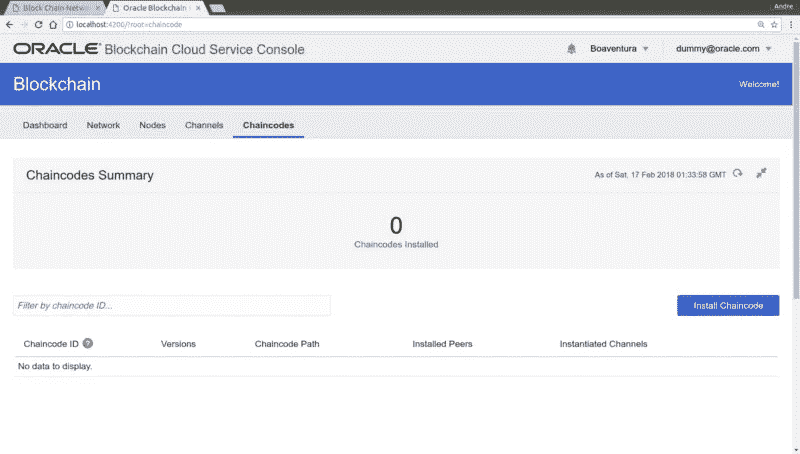 Andre
Block Chain-Netw
Oracle Blockchain
localhost:4200/?root=chaincode
ORACLE® Blockchain Cloud Service Console
Boaventura
dummy@oracle.com
Blockchain
Welcome!
Dashboard Network Nodes Channels Chaincodes
Chaincodes Summary
As of Sat, 17 Feb 2018 01:33:58 GMT
0
Chaincodes Installed
Filter by chaincode ID...
Install Chaincode
Chaincode ID ? Versions Chaincode Path Installed Peers Instantiated Channels
No data to display.